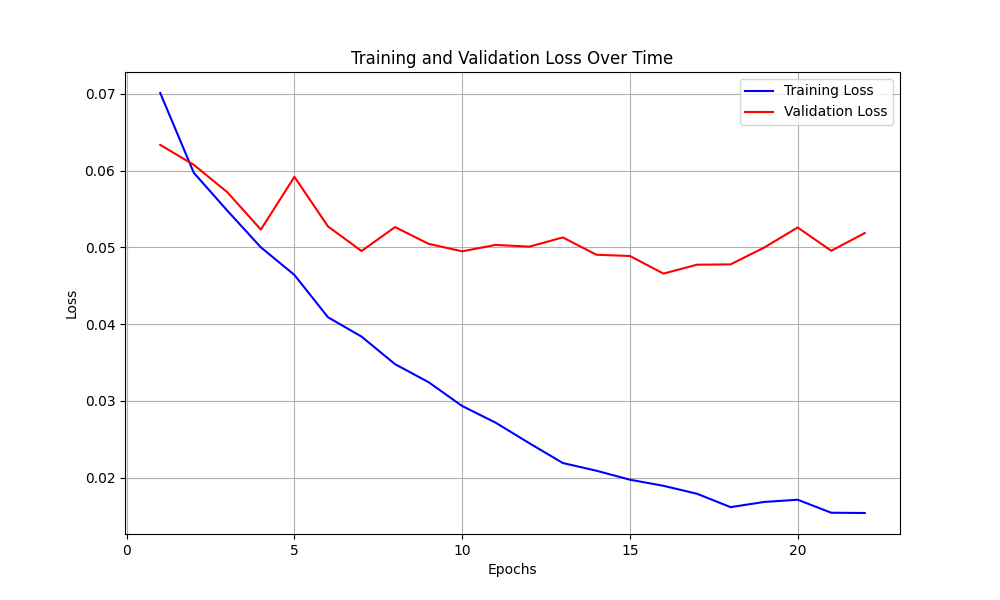 Training and Validation Loss Over Time
Training Loss
Validation Loss
0.07
0.06
0.05
0.04
0.03
0.02
Loss
0
5
10
15
20
Epochs